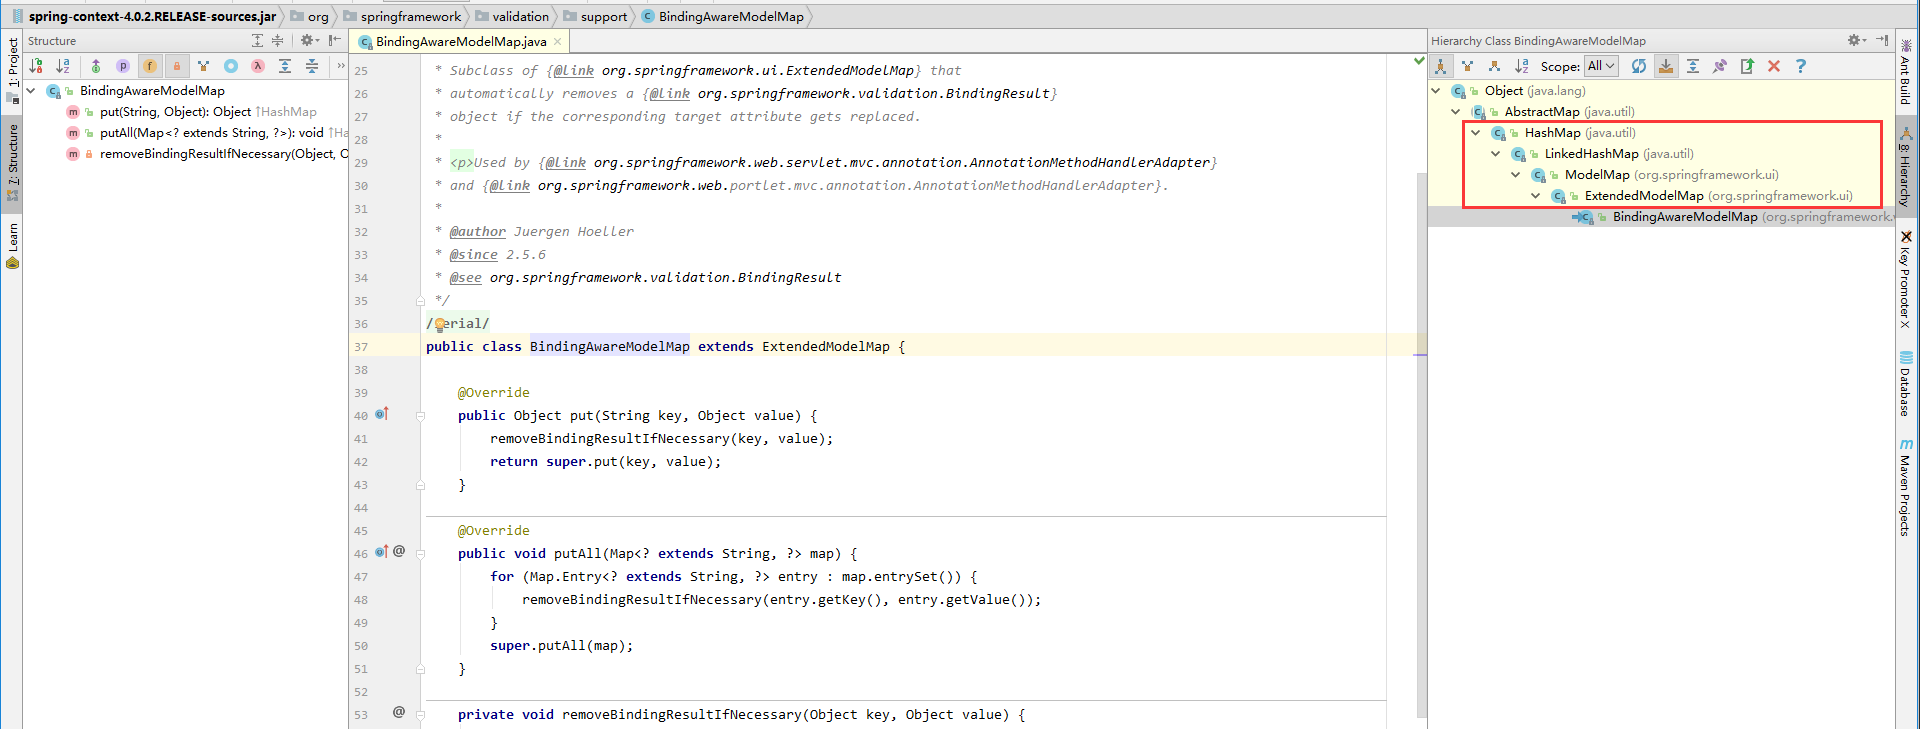 spring-context-4.0.2.RELEASE-sources.jar org springframework validation support BindingAwareModelMap
Structure
BindingAwareModelMap
put(String, Object): Object ↑HashMap
putAll(Map<? extends String, ?>): void ↑Ha
removeBindingResultIfNecessary(Object, O
1: Project
7: Structure
Learn
BindingAwareModelMap.java
25 * Subclass of {@link org.springframework.ui.ExtendedModelMap} that
26 * automatically removes a {@link org.springframework.validation.BindingResult}
27 * object if the corresponding target attribute gets replaced.
28 *
29 * <p>Used by {@link org.springframework.web.servlet.mvc.annotation.AnnotationMethodHandlerAdapter}
30 * and {@link org.springframework.web.portlet.mvc.annotation.AnnotationMethodHandlerAdapter}.
31 *
32 * @author Juergen Hoeller
33 * @since 2.5.6
34 * @see org.springframework.validation.BindingResult
35 */
36 / erial/
37 public class BindingAwareModelMap extends ExtendedModelMap {
38
39 @Override
40 public Object put(String key, Object value) {
41 removeBindingResultIfNecessary(key, value);
42 return super.put(key, value);
43 }
44
45 @Override
46 @ public void putAll(Map<? extends String, ?> map) {
47 for (Map.Entry<? extends String, ?> entry : map.entrySet()) {
48 removeBindingResultIfNecessary(entry.getKey(), entry.getValue());
49 }
50 super.putAll(map);
51 }
52
53 @ private void removeBindingResultIfNecessary(Object key, Object value) {
Hierarchy Class BindingAwareModelMap
Scope: All
Object (java.lang)
AbstractMap (java.util)
HashMap (java.util)
LinkedHashMap (java.util)
ModelMap (org.springframework.ui)
ExtendedModelMap (org.springframework.ui)
BindingAwareModelMap (org.springframework.v
Ant Build
8: Hierarchy
Key Promoter X
Database
Maven Projects